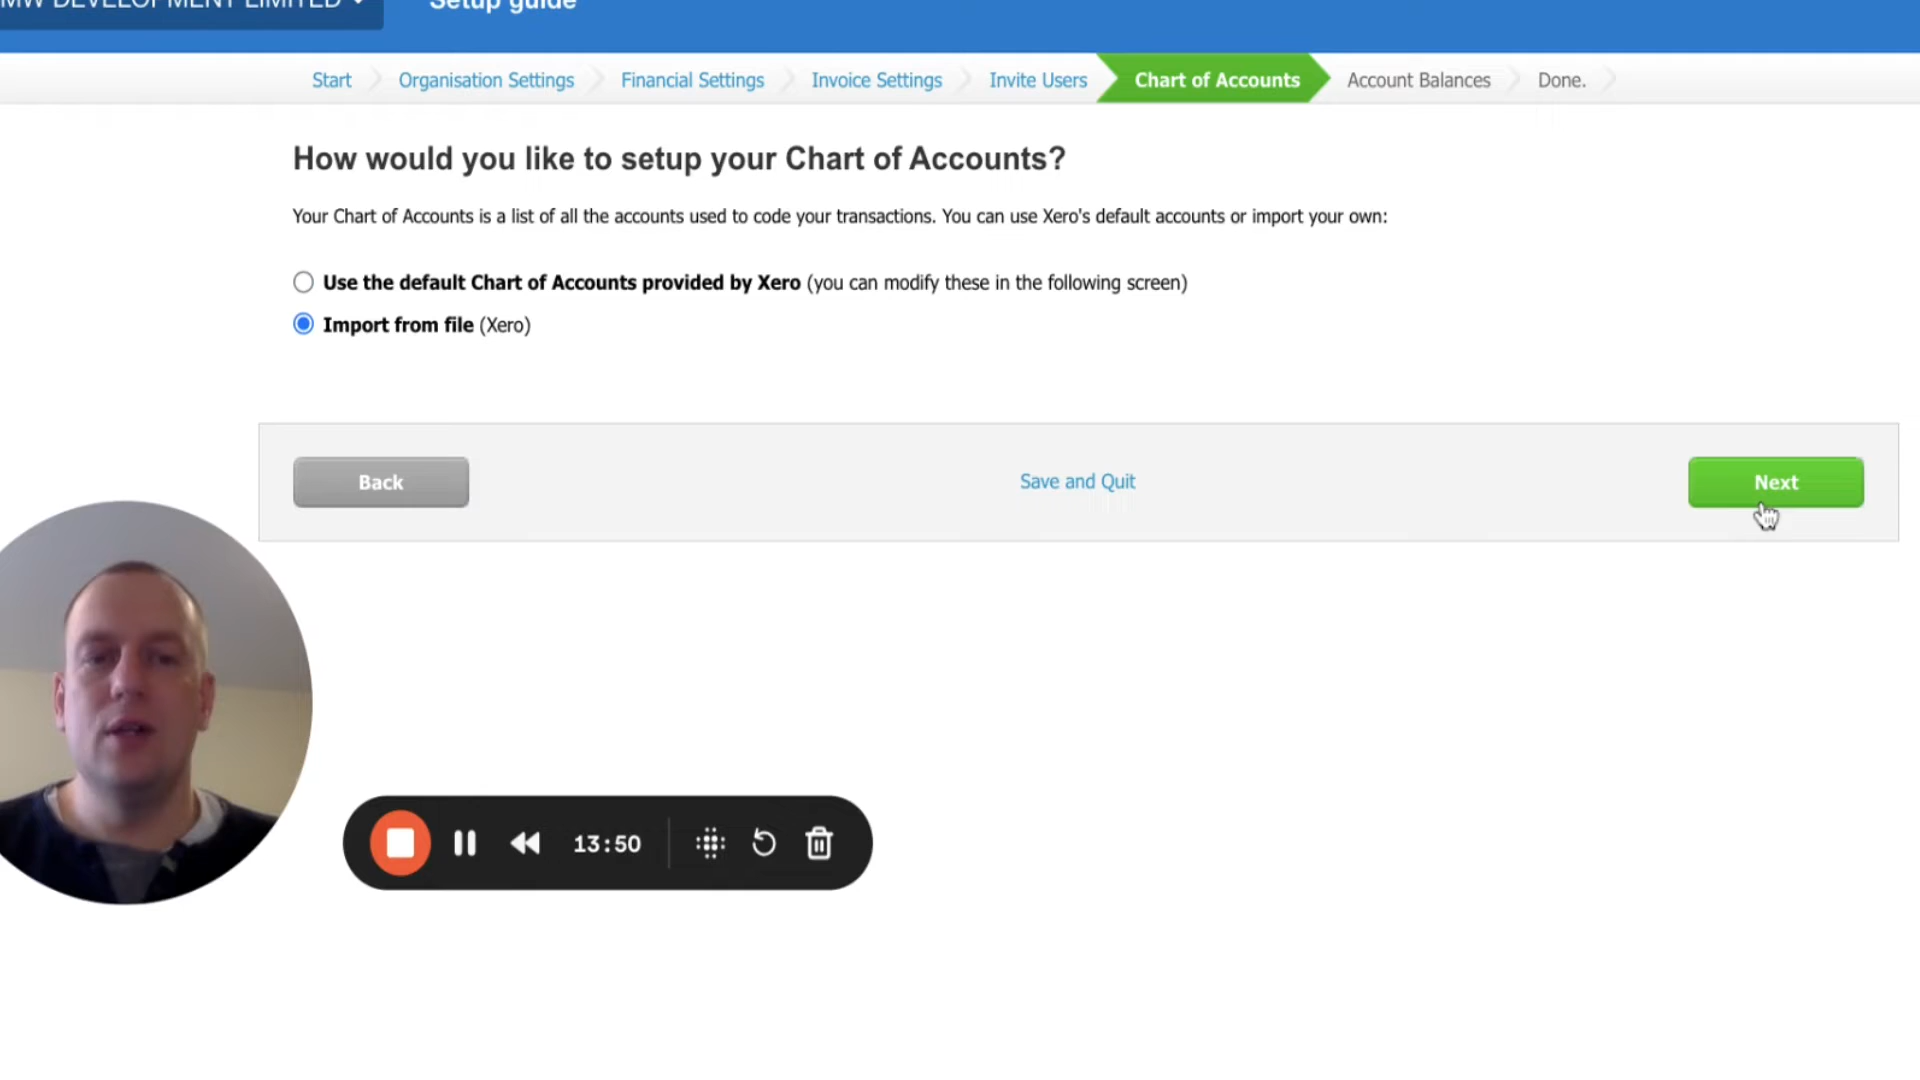 MW DEVELOPMENT LIMITED
Setup guide
Start
Organisation Settings
Financial Settings
Invoice Settings
Invite Users
Chart of Accounts
Account Balances
Done.
How would you like to setup your Chart of Accounts?
Your Chart of Accounts is a list of all the accounts used to code your transactions. You can use Xero's default accounts or import your own:
Use the default Chart of Accounts provided by Xero (you can modify these in the following screen)
Import from file (Xero)
Back
Save and Quit
Next
13:50